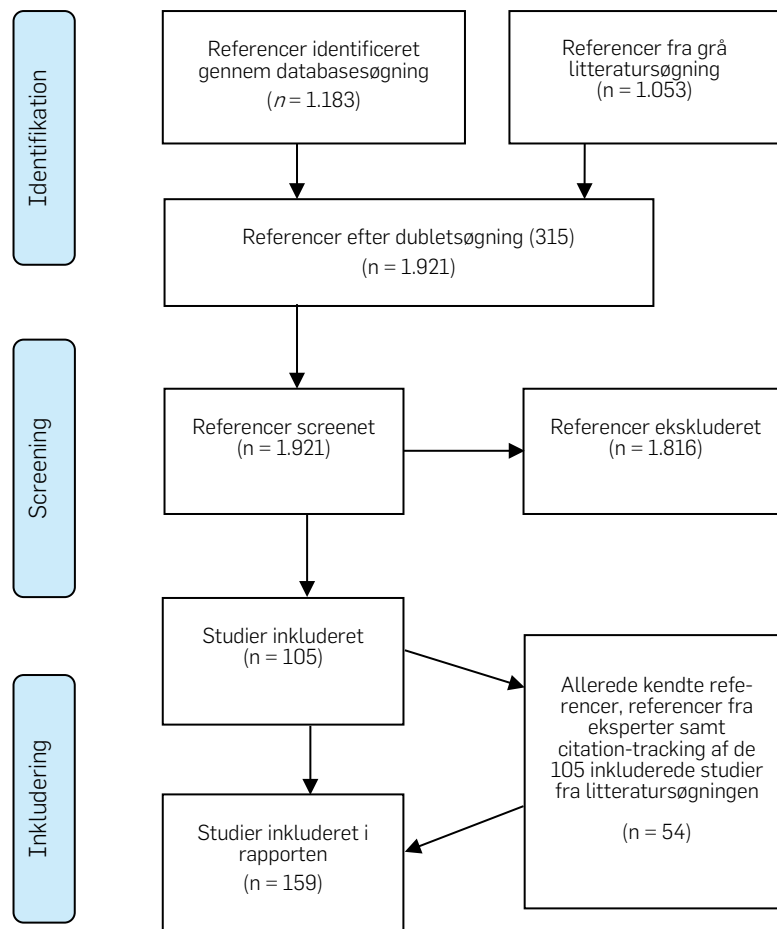 Identifikation
Referencer identificeret
gennem databasesøgning
(n = 1.183)
Referencer fra grå
litteratursøgning
(n = 1.053)
Referencer efter dubletsøgning (315)
(n = 1.921)
Screening
Referencer screenet
(n = 1.921)
Referencer ekskluderet
(n = 1.816)
Studier inkluderet
(n = 105)
Inkludering
Allerede kendte refe-
rencer, referencer fra
eksperter samt
citation-tracking af de
105 inkluderede studier
fra litteratursøgningen
(n = 54)
Studier inkluderet i
rapporten
(n = 159)